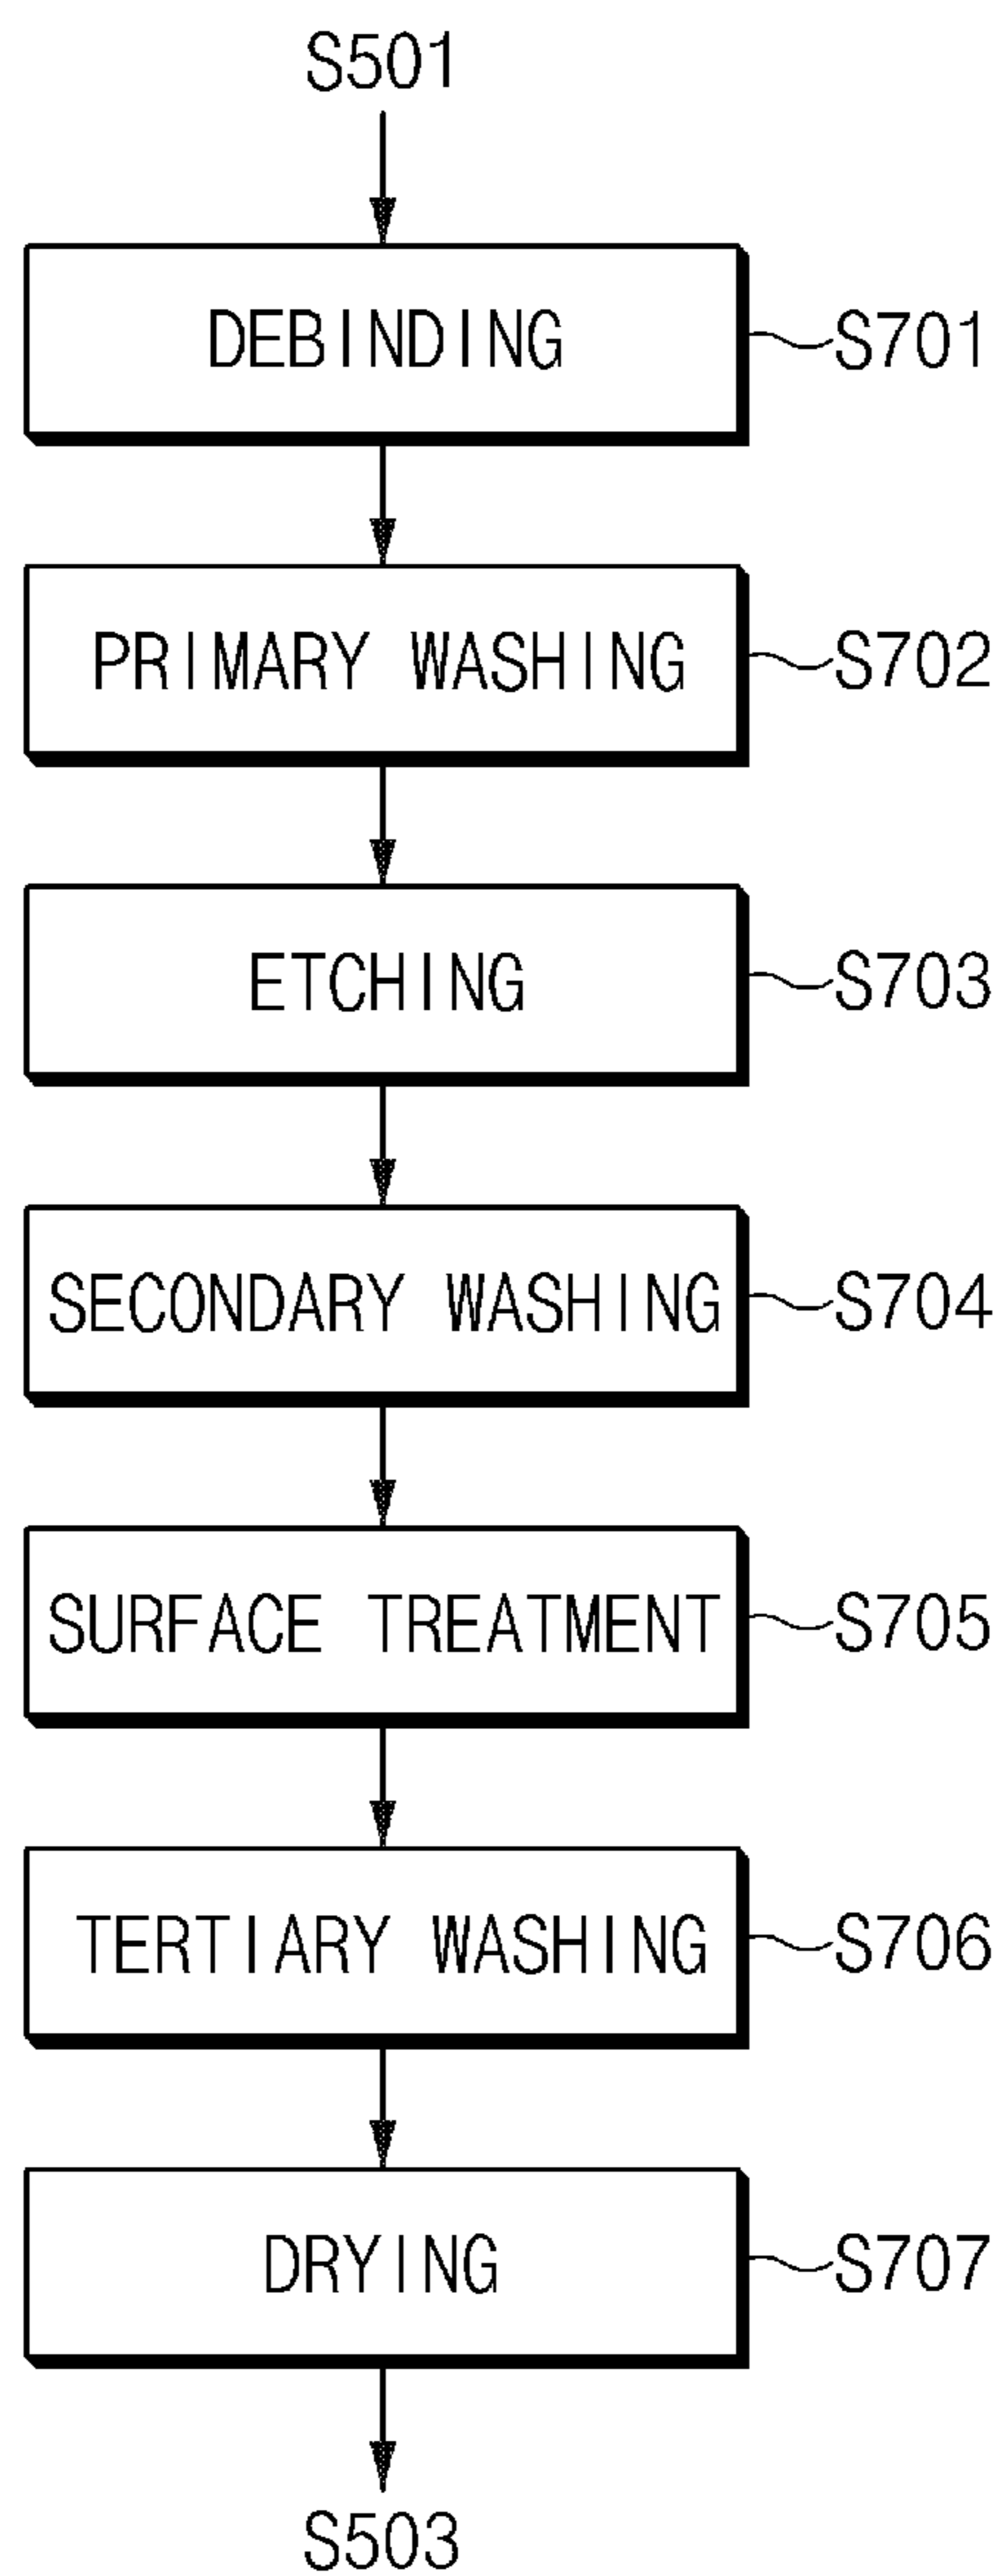 S501
DEBINDING S701
PRIMARY WASHING S702
ETCHING S703
SECONDARY WASHING S704
SURFACE TREATMENT S705
TERTIARY WASHING S706
DRYING S707
S503